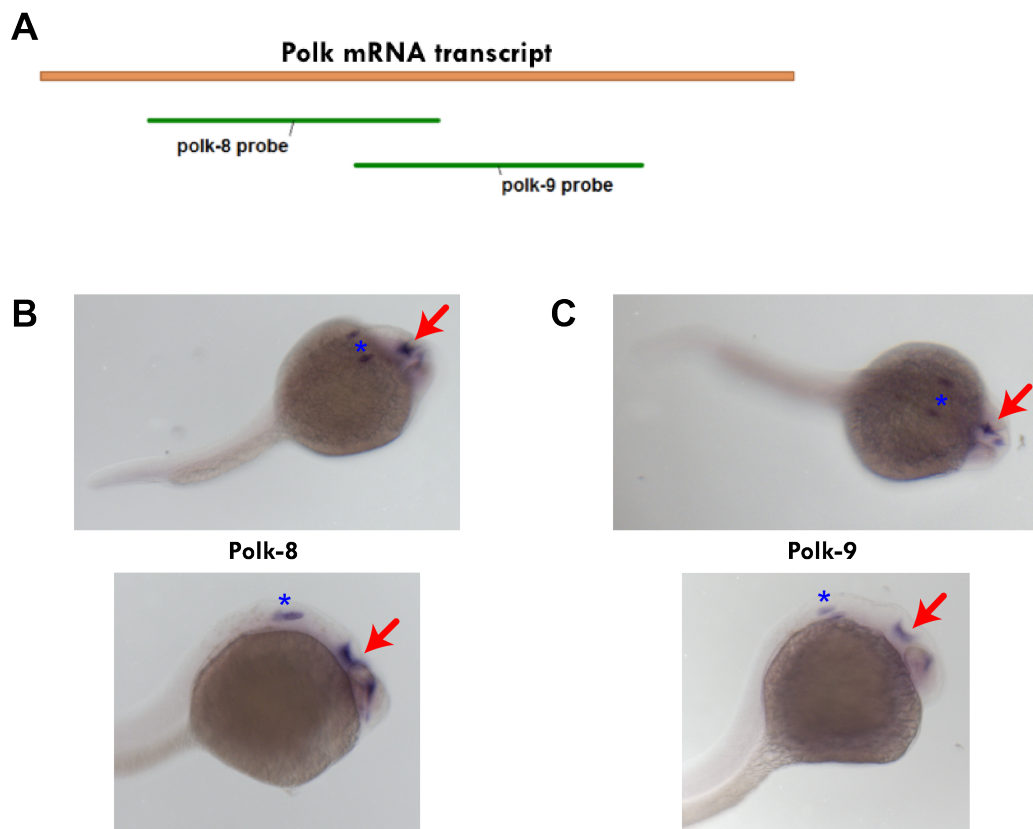 A
Polk mRNA transcript
polk-8 probe
polk-9 probe
B
C
*
*
Polk-8
Polk-9
*
*